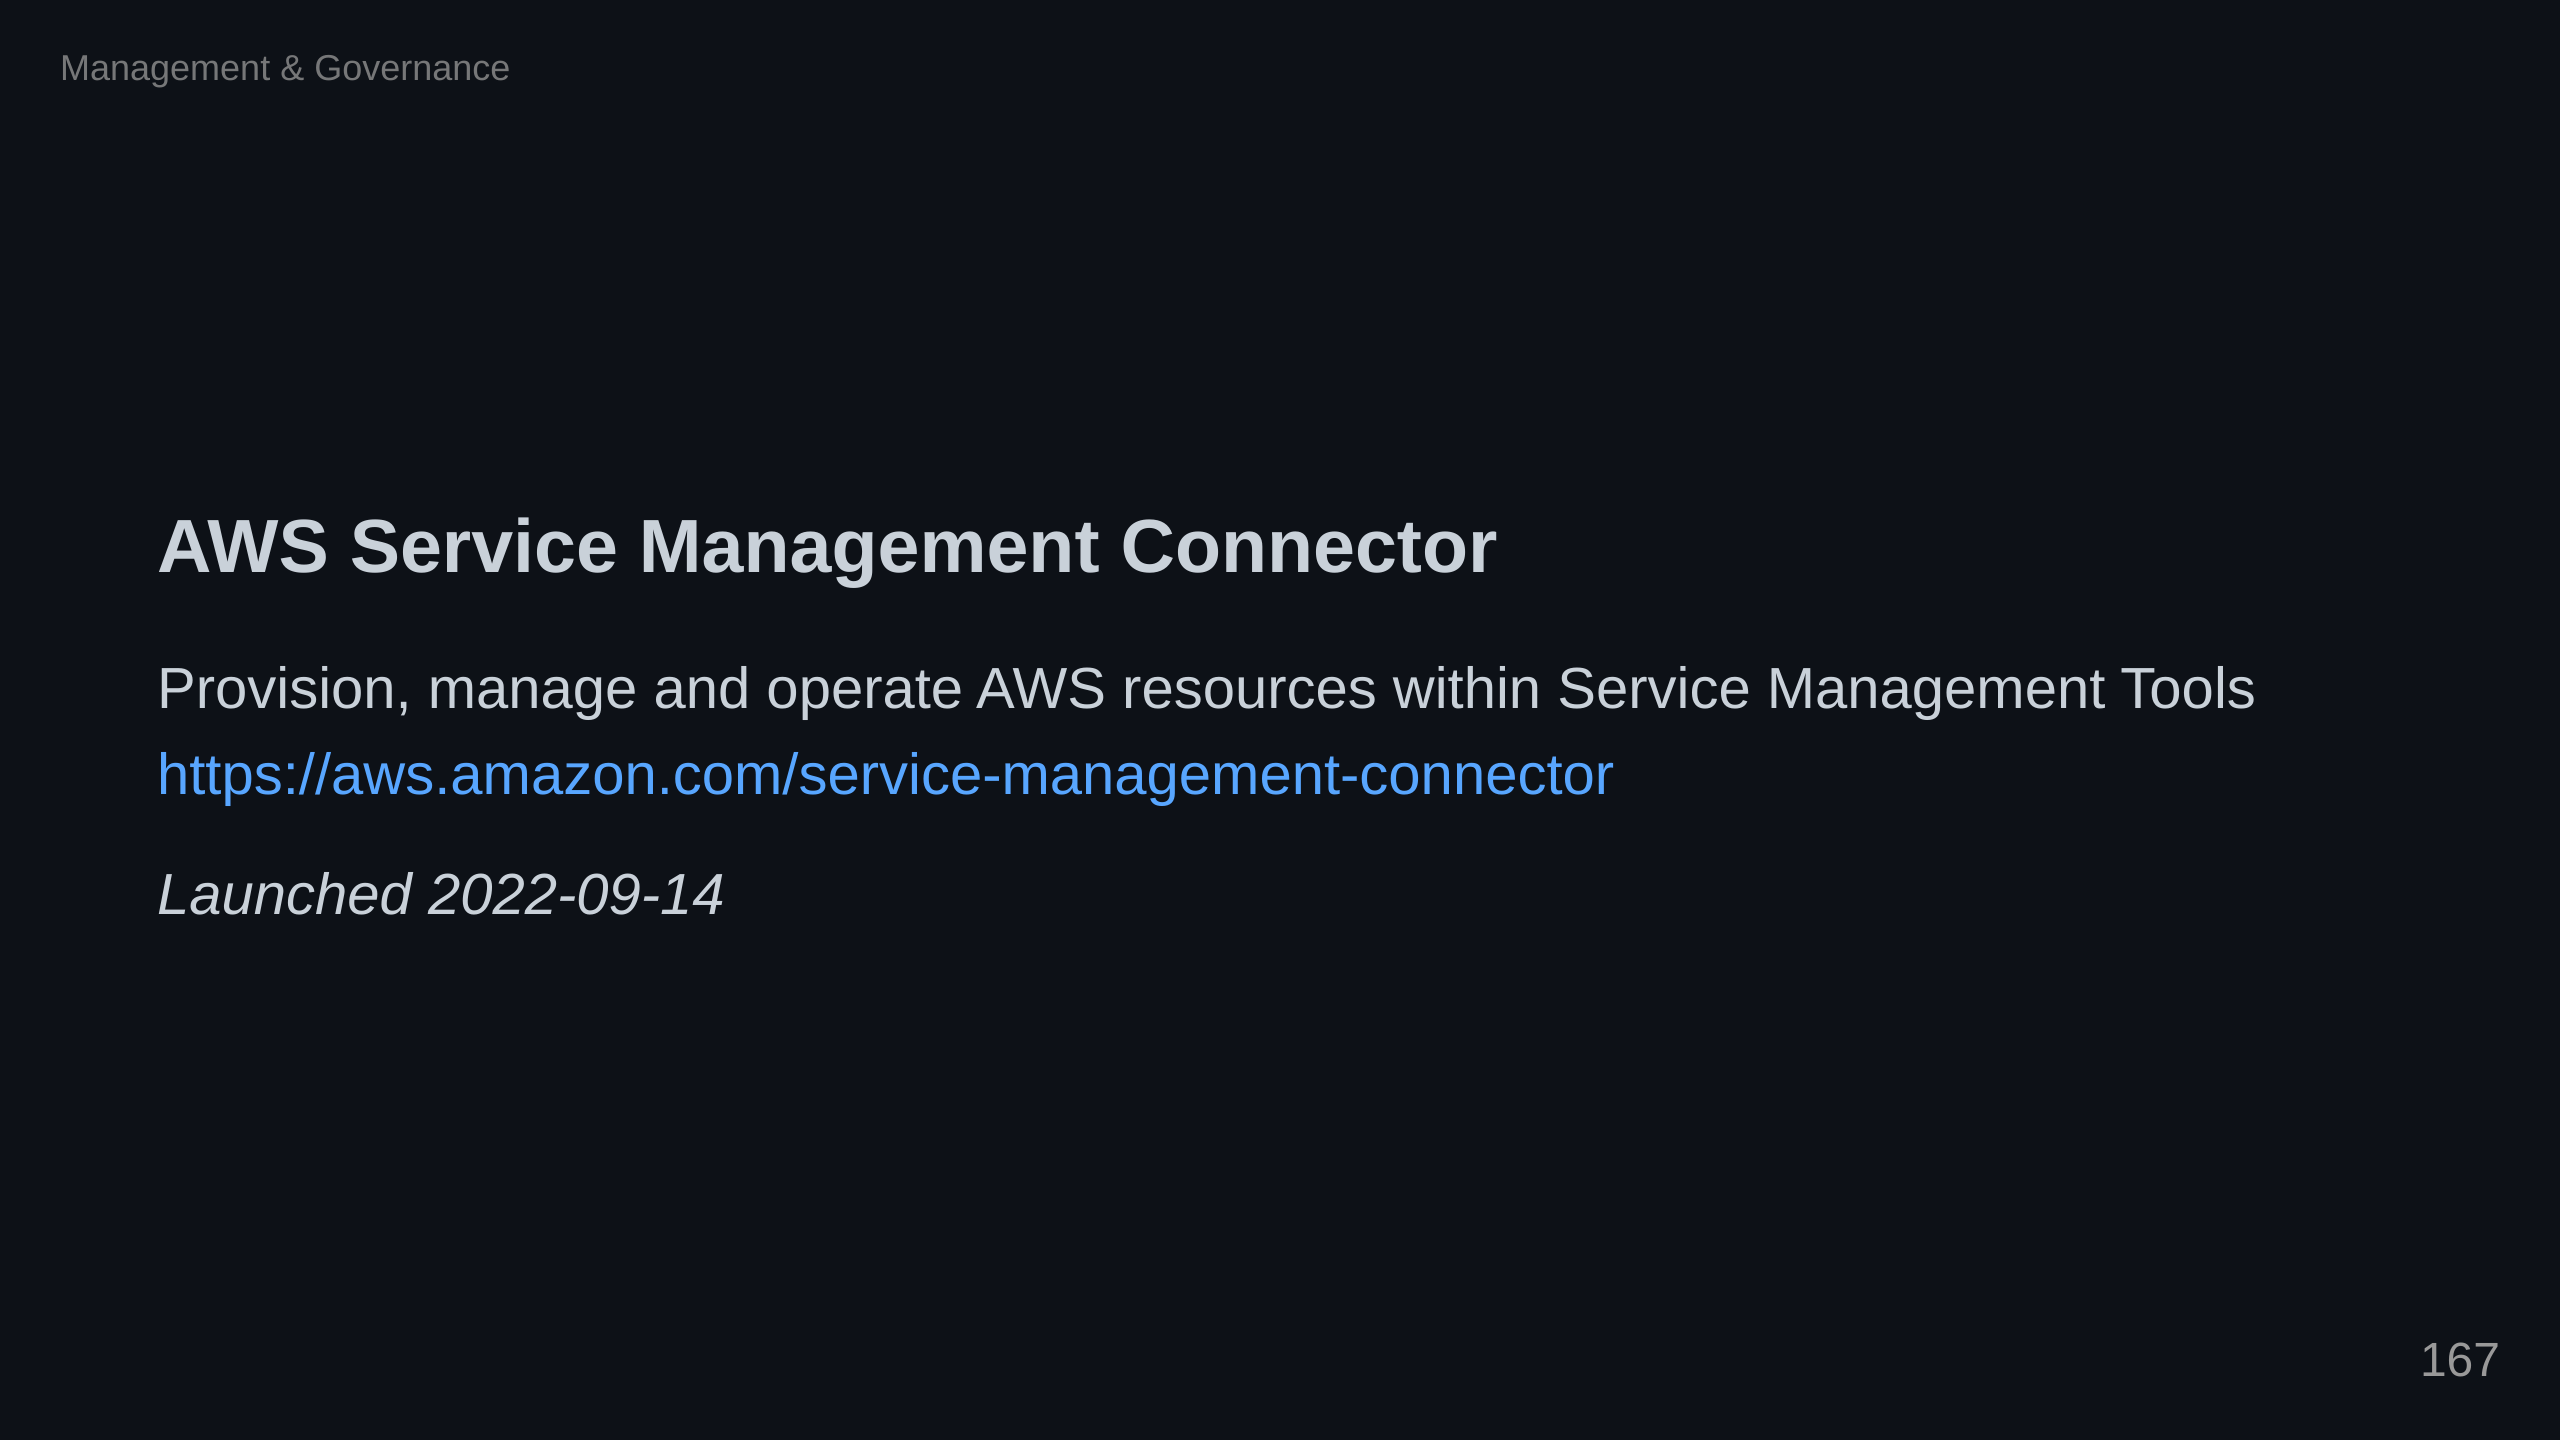 Management & Governance
AWS Service Management Connector
Provision, manage and operate AWS resources within Service Management Tools
https://aws.amazon.com/service-management-connector
Launched 2022-09-14
167